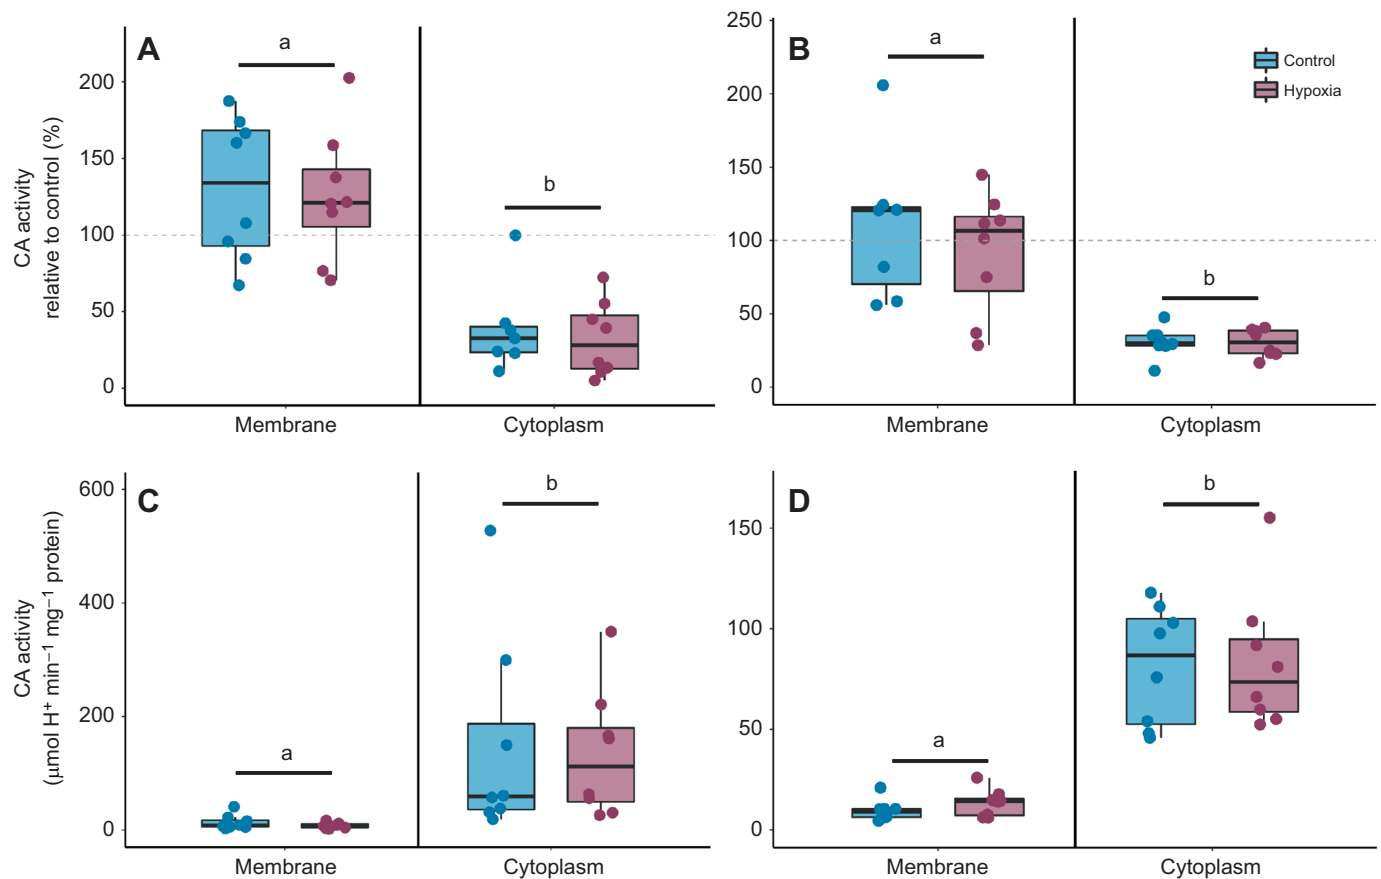 A
a
b
200
150
100
50
0
CA activity
relative to control (%)
Membrane
Cytoplasm
B
a
b
250
200
150
100
50
0
Control
Hypoxia
Membrane
Cytoplasm
C
a
b
600
400
200
0
CA activity
(µmol H⁺ min⁻¹ mg⁻¹ protein)
Membrane
Cytoplasm
D
a
b
150
100
50
0
Membrane
Cytoplasm